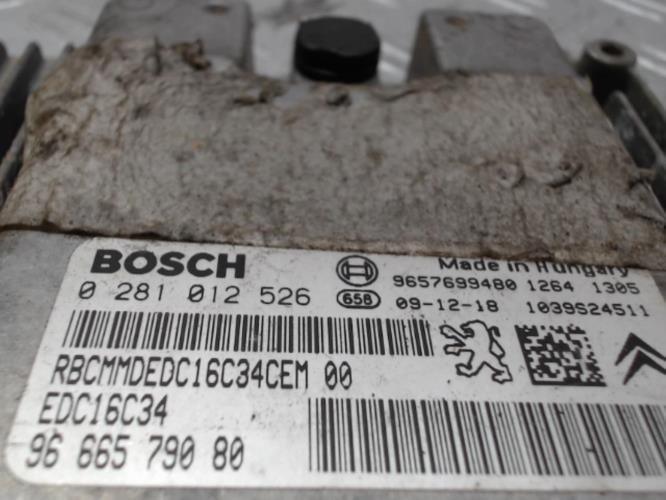 BOSCH
Made in Hungary
0 281 012 526
9657699480 1264 1305
658 09-12-18 1039S24511
RBCMMDEDC16C34CEM 00
EDC16C34
96 665 790 80